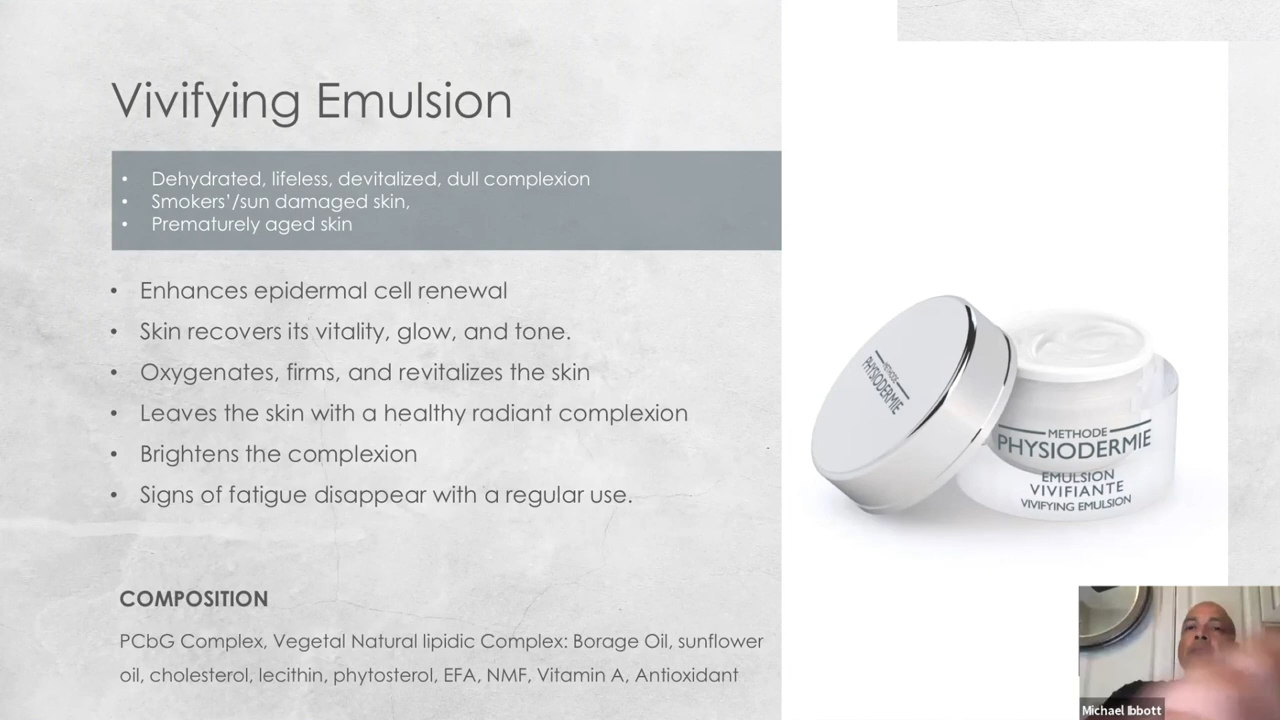 Vivifying Emulsion
• Dehydrated, lifeless, devitalized, dull complexion
• Smokers'/sun damaged skin,
• Prematurely aged skin
• Enhances epidermal cell renewal
• Skin recovers its vitality, glow, and tone.
• Oxygenates, firms, and revitalizes the skin
• Leaves the skin with a healthy radiant complexion
• Brightens the complexion
• Signs of fatigue disappear with a regular use.
COMPOSITION
PCbG Complex, Vegetal Natural lipidic Complex: Borage Oil, sunflower
oil, cholesterol, lecithin, phytosterol, EFA, NMF, Vitamin A, Antioxidant
METHODE
PHYSIODERMIE
METHODE
PHYSIODERMIE
EMULSION
VIVIFIANTE
VIVIFYING EMULSION
Michael Ibbott